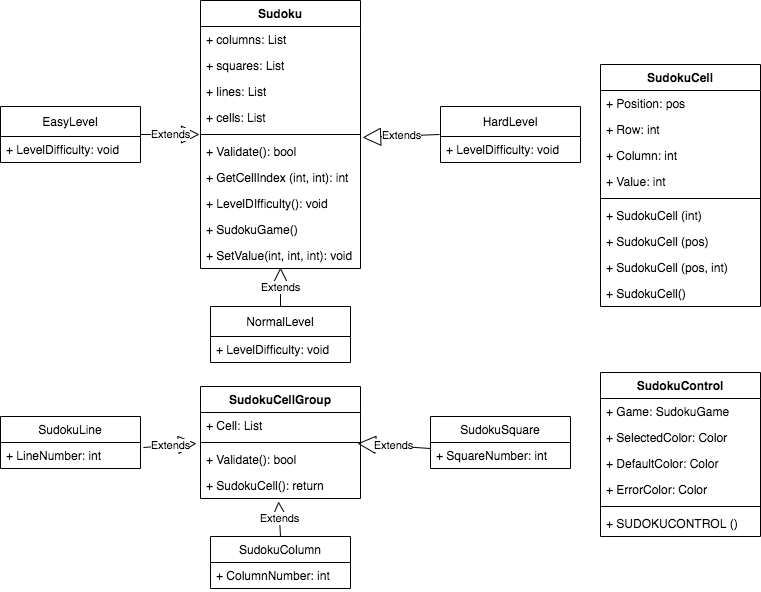 Sudoku
+ columns: List
+ squares: List
+ lines: List
+ cells: List
+ Validate(): bool
+ GetCellIndex (int, int): int
+ LevelDIfficulty(): void
+ SudokuGame()
+ SetValue(int, int, int): void
EasyLevel
+ LevelDifficulty: void
Extends
Extends
HardLevel
+ LevelDifficulty: void
SudokuCell
+ Position: pos
+ Row: int
+ Column: int
+ Value: int
+ SudokuCell (int)
+ SudokuCell (pos)
+ SudokuCell (pos, int)
+ SudokuCell()
Extends
NormalLevel
+ LevelDifficulty: void
SudokuCellGroup
+ Cell: List
+ Validate(): bool
+ SudokuCell(): return
SudokuLine
+ LineNumber: int
Extends
Extends
SudokuSquare
+ SquareNumber: int
SudokuControl
+ Game: SudokuGame
+ SelectedColor: Color
+ DefaultColor: Color
+ ErrorColor: Color
+ SUDOKUCONTROL ()
Extends
SudokuColumn
+ ColumnNumber: int